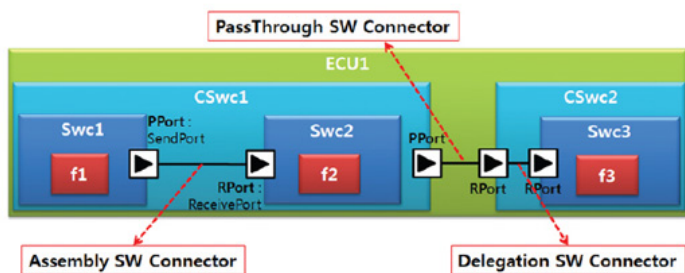 PassThrough SW Connector
ECU1
CSwc1
CSwc2
Swc1
PPort :
SendPort
Swc2
PPort
Swc3
f1
f2
f3
RPort :
ReceivePort
RPort
RPort
Assembly SW Connector
Delegation SW Connector